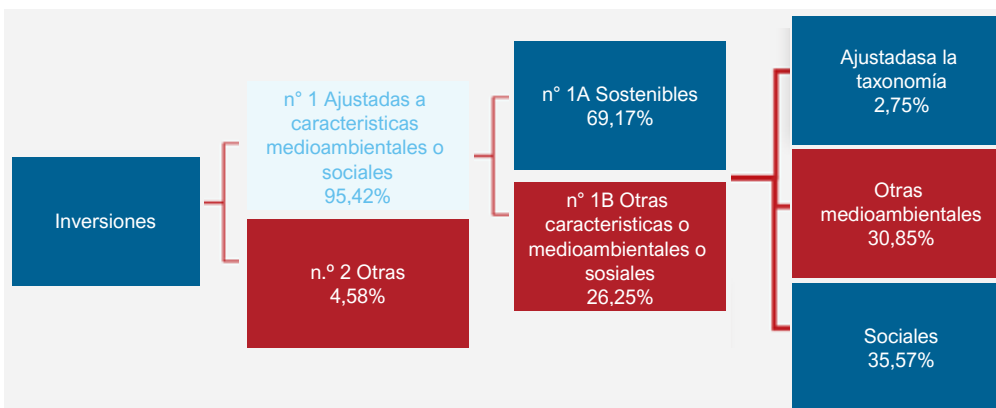 Inversiones
n° 1 Ajustadas a
caracteristicas
medioambientales o
sociales
95,42%
n.º 2 Otras
4,58%
n° 1A Sostenibles
69,17%
n° 1B Otras
caracteristicas o
medioambientales o
sosiales
26,25%
Ajustadasa la
taxonomía
2,75%
Otras
medioambientales
30,85%
Sociales
35,57%